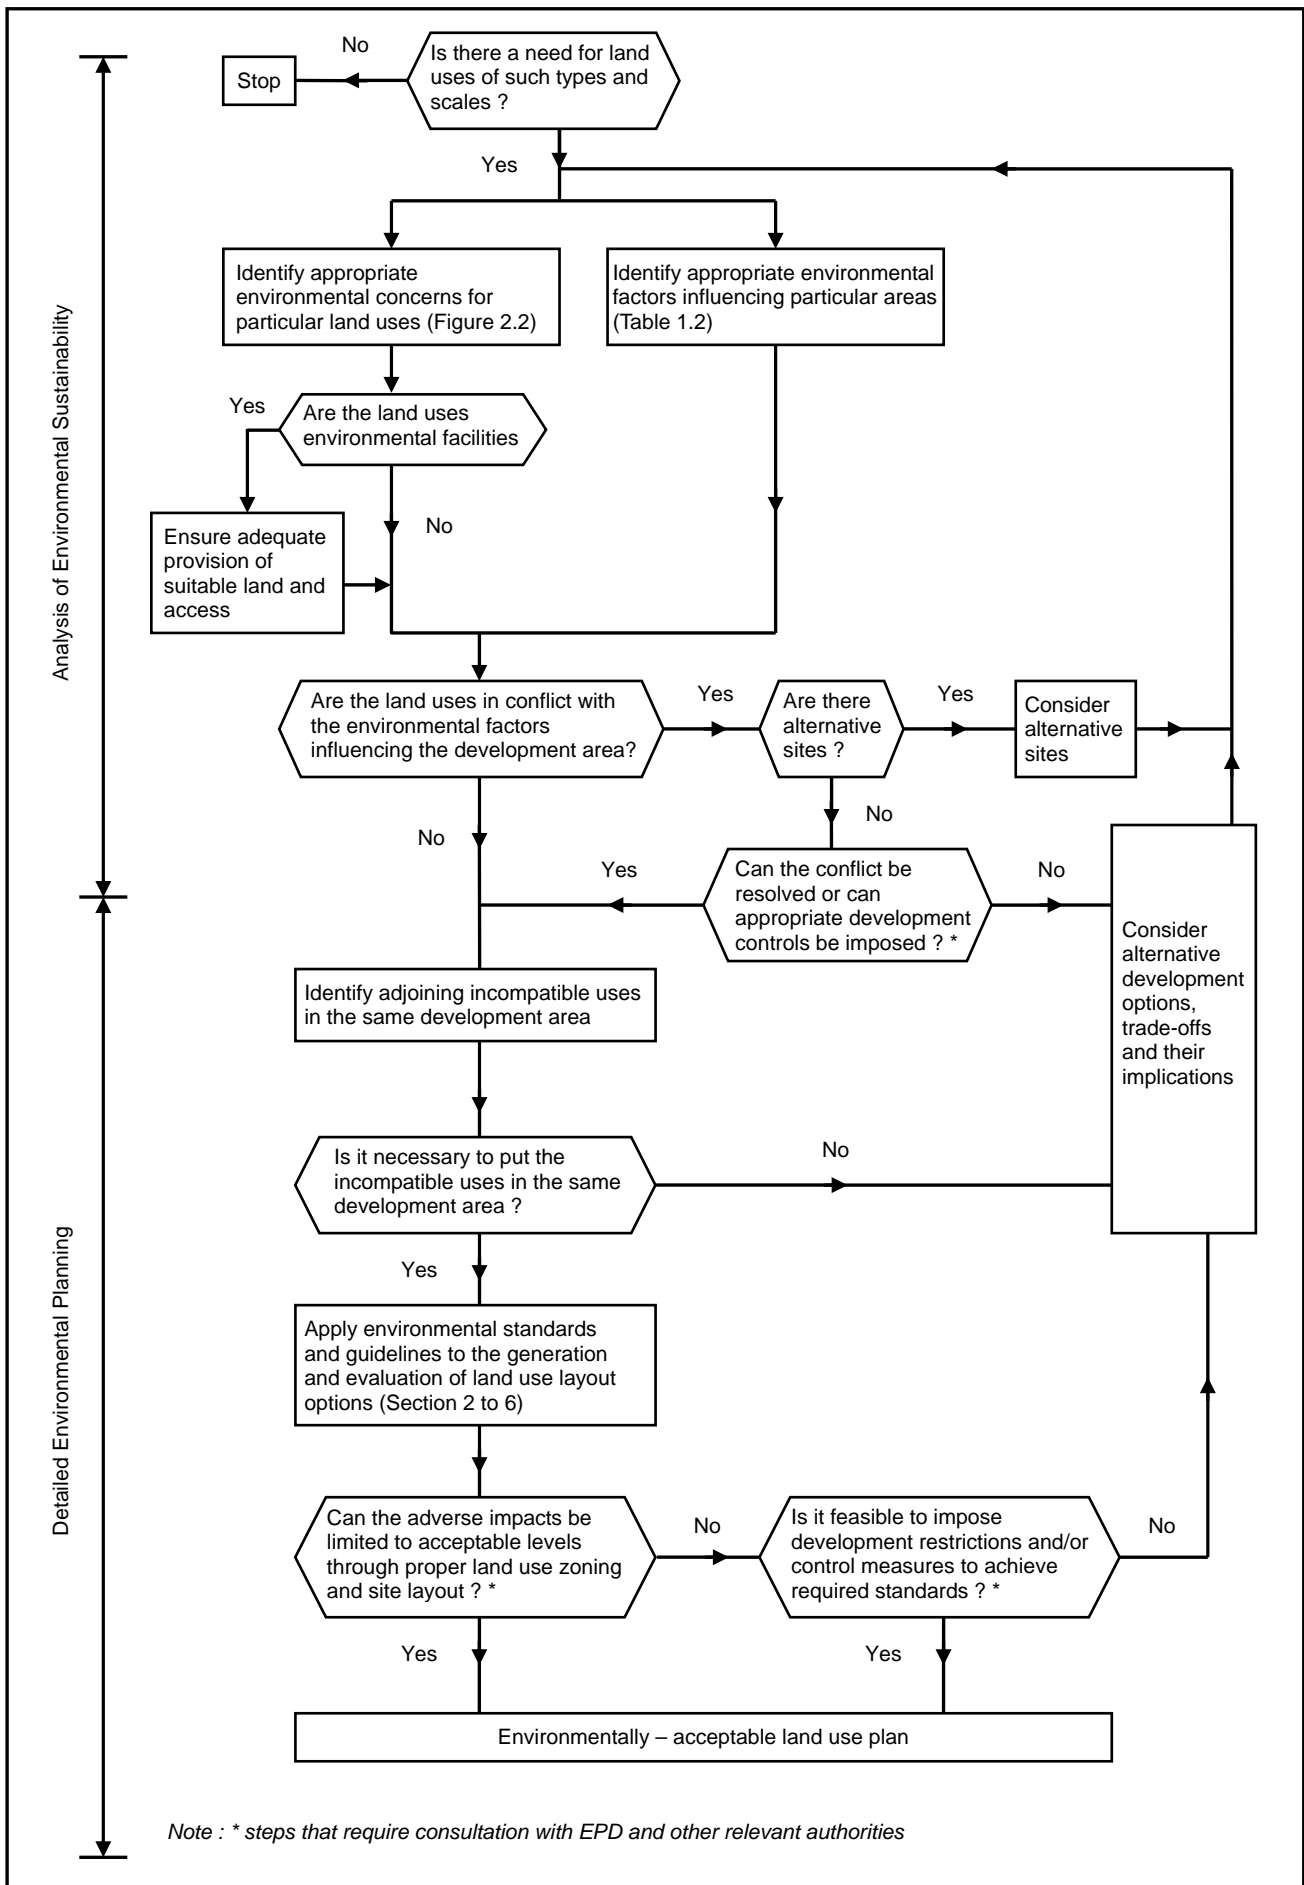 No
Is there a need for land
uses of such types and
scales ?
Stop
Yes
Identify appropriate
environmental concerns for
particular land uses (Figure 2.2)
Identify appropriate environmental
factors influencing particular areas
(Table 1.2)
Yes
Are the land uses
environmental facilities
No
Ensure adequate
provision of
suitable land and
access
Analysis of Environmental Sustainability
Are the land uses in conflict with
the environmental factors
influencing the development area?
Yes
Are there
alternative
sites ?
Yes
Consider
alternative
sites
No
No
Yes
Can the conflict be
resolved or can
appropriate development
controls be imposed ? *
No
Consider
alternative
development
options,
trade-offs
and their
implications
Identify adjoining incompatible uses
in the same development area
Is it necessary to put the
incompatible uses in the same
development area ?
No
Yes
Detailed Environmental Planning
Apply environmental standards
and guidelines to the generation
and evaluation of land use layout
options (Section 2 to 6)
Can the adverse impacts be
limited to acceptable levels
through proper land use zoning
and site layout ? *
No
Is it feasible to impose
development restrictions and/or
control measures to achieve
required standards ? *
No
Yes
Yes
Environmentally – acceptable land use plan
Note : * steps that require consultation with EPD and other relevant authorities